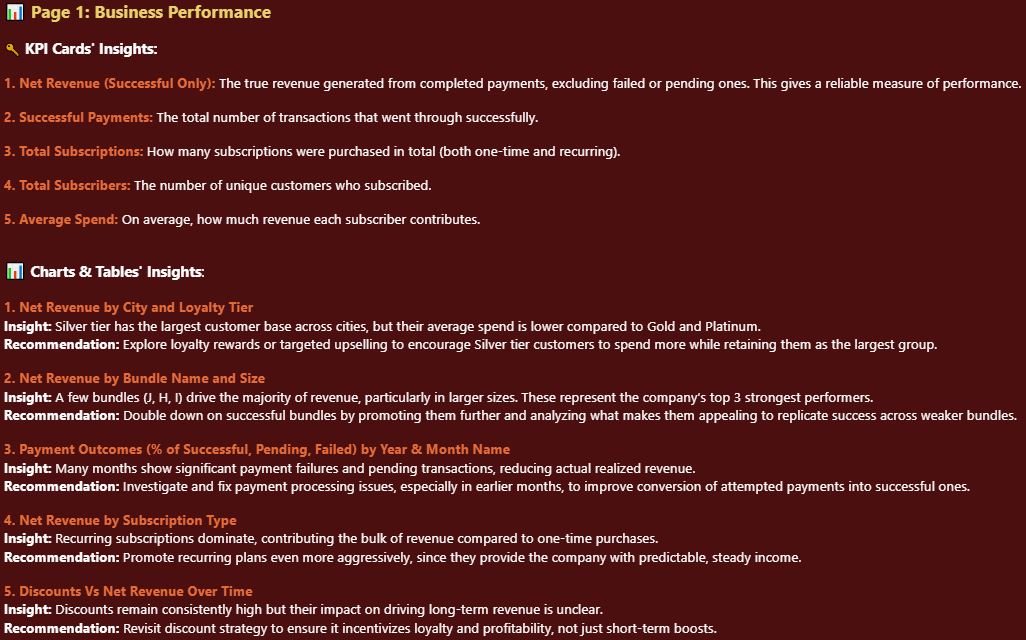 📊 Page 1: Business Performance
🔑 KPI Cards' Insights:
1. Net Revenue (Successful Only): The true revenue generated from completed payments, excluding failed or pending ones. This gives a reliable measure of performance.
2. Successful Payments: The total number of transactions that went through successfully.
3. Total Subscriptions: How many subscriptions were purchased in total (both one-time and recurring).
4. Total Subscribers: The number of unique customers who subscribed.
5. Average Spend: On average, how much revenue each subscriber contributes.
📊 Charts & Tables' Insights:
1. Net Revenue by City and Loyalty Tier
Insight: Silver tier has the largest customer base across cities, but their average spend is lower compared to Gold and Platinum.
Recommendation: Explore loyalty rewards or targeted upselling to encourage Silver tier customers to spend more while retaining them as the largest group.
2. Net Revenue by Bundle Name and Size
Insight: A few bundles (J, H, I) drive the majority of revenue, particularly in larger sizes. These represent the company's top 3 strongest performers.
Recommendation: Double down on successful bundles by promoting them further and analyzing what makes them appealing to replicate success across weaker bundles.
3. Payment Outcomes (% of Successful, Pending, Failed) by Year & Month Name
Insight: Many months show significant payment failures and pending transactions, reducing actual realized revenue.
Recommendation: Investigate and fix payment processing issues, especially in earlier months, to improve conversion of attempted payments into successful ones.
4. Net Revenue by Subscription Type
Insight: Recurring subscriptions dominate, contributing the bulk of revenue compared to one-time purchases.
Recommendation: Promote recurring plans even more aggressively, since they provide the company with predictable, steady income.
5. Discounts Vs Net Revenue Over Time
Insight: Discounts remain consistently high but their impact on driving long-term revenue is unclear.
Recommendation: Revisit discount strategy to ensure it incentivizes loyalty and profitability, not just short-term boosts.